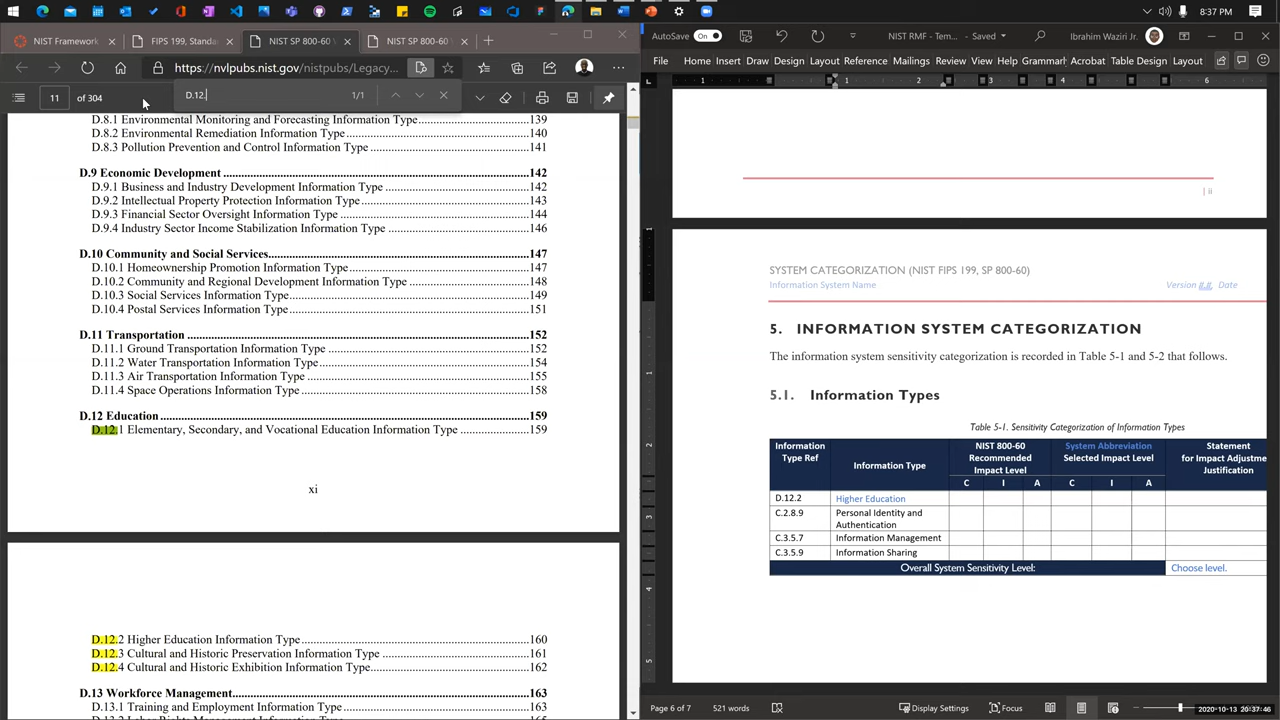 8:37 PM
NIST Framework
FIPS 199, Standard
NIST SP 800-60 V
NIST SP 800-60 V
AutoSave On NIST RMF - Tem... - Saved
Ibrahim Waziri Jr.
https://nvlpubs.nist.gov/nistpubs/Legacy...
File Home Insert Draw Design Layout References Mailings Review View Help Grammarly Acrobat Table Design Layout
11 of 304 D.12 1/1
D.8.1 Environmental Monitoring and Forecasting Information Type 139
D.8.2 Environmental Remediation Information Type 140
D.8.3 Pollution Prevention and Control Information Type 141
D.9 Economic Development 142
D.9.1 Business and Industry Development Information Type 142
D.9.2 Intellectual Property Protection Information Type 143
D.9.3 Financial Sector Oversight Information Type 144
D.9.4 Industry Sector Income Stabilization Information Type 146
D.10 Community and Social Services 147
D.10.1 Homeownership Promotion Information Type 147
D.10.2 Community and Regional Development Information Type 148
D.10.3 Social Services Information Type 149
D.10.4 Postal Services Information Type 151
D.11 Transportation 152
D.11.1 Ground Transportation Information Type 152
D.11.2 Water Transportation Information Type 154
D.11.3 Air Transportation Information Type 155
D.11.4 Space Operation Information Type 158
D.12 Education 159
D.12.1 Elementary, Secondary, and Vocational Education Information Type 159
xi
D.12.2 Higher Education Information Type 160
D.12.3 Cultural and Historic Preservation Information Type 161
D.12.4 Cultural and Historic Exhibition Information Type 162
D.13 Workforce Management 163
D.13.1 Training and Employment Information Type 163
| ii
SYSTEM CATEGORIZATION (NIST FIPS 199, SP 800-60)
Information System Name Version #.#, Date
5. INFORMATION SYSTEM CATEGORIZATION
The information system sensitivity categorization is recorded in Table 5-1 and 5-2 that follows.
5.1. Information Types
Table 5-1. Sensitivity Categorization of Information Types
Information Type Ref
Information Type
NIST 800-60 Recommended Impact Level
System Abbreviation Selected Impact Level
Statement for Impact Adjustme Justification
C I A C I A
D.12.2 Higher Education
C.2.8.9 Personal Identity and Authentication
C.3.5.7 Information Management
C.3.5.9 Information Sharing
Overall System Sensitivity Level: Choose level.
Page 6 of 7 521 words Display Settings Focus
2020-10-13 20:37:46